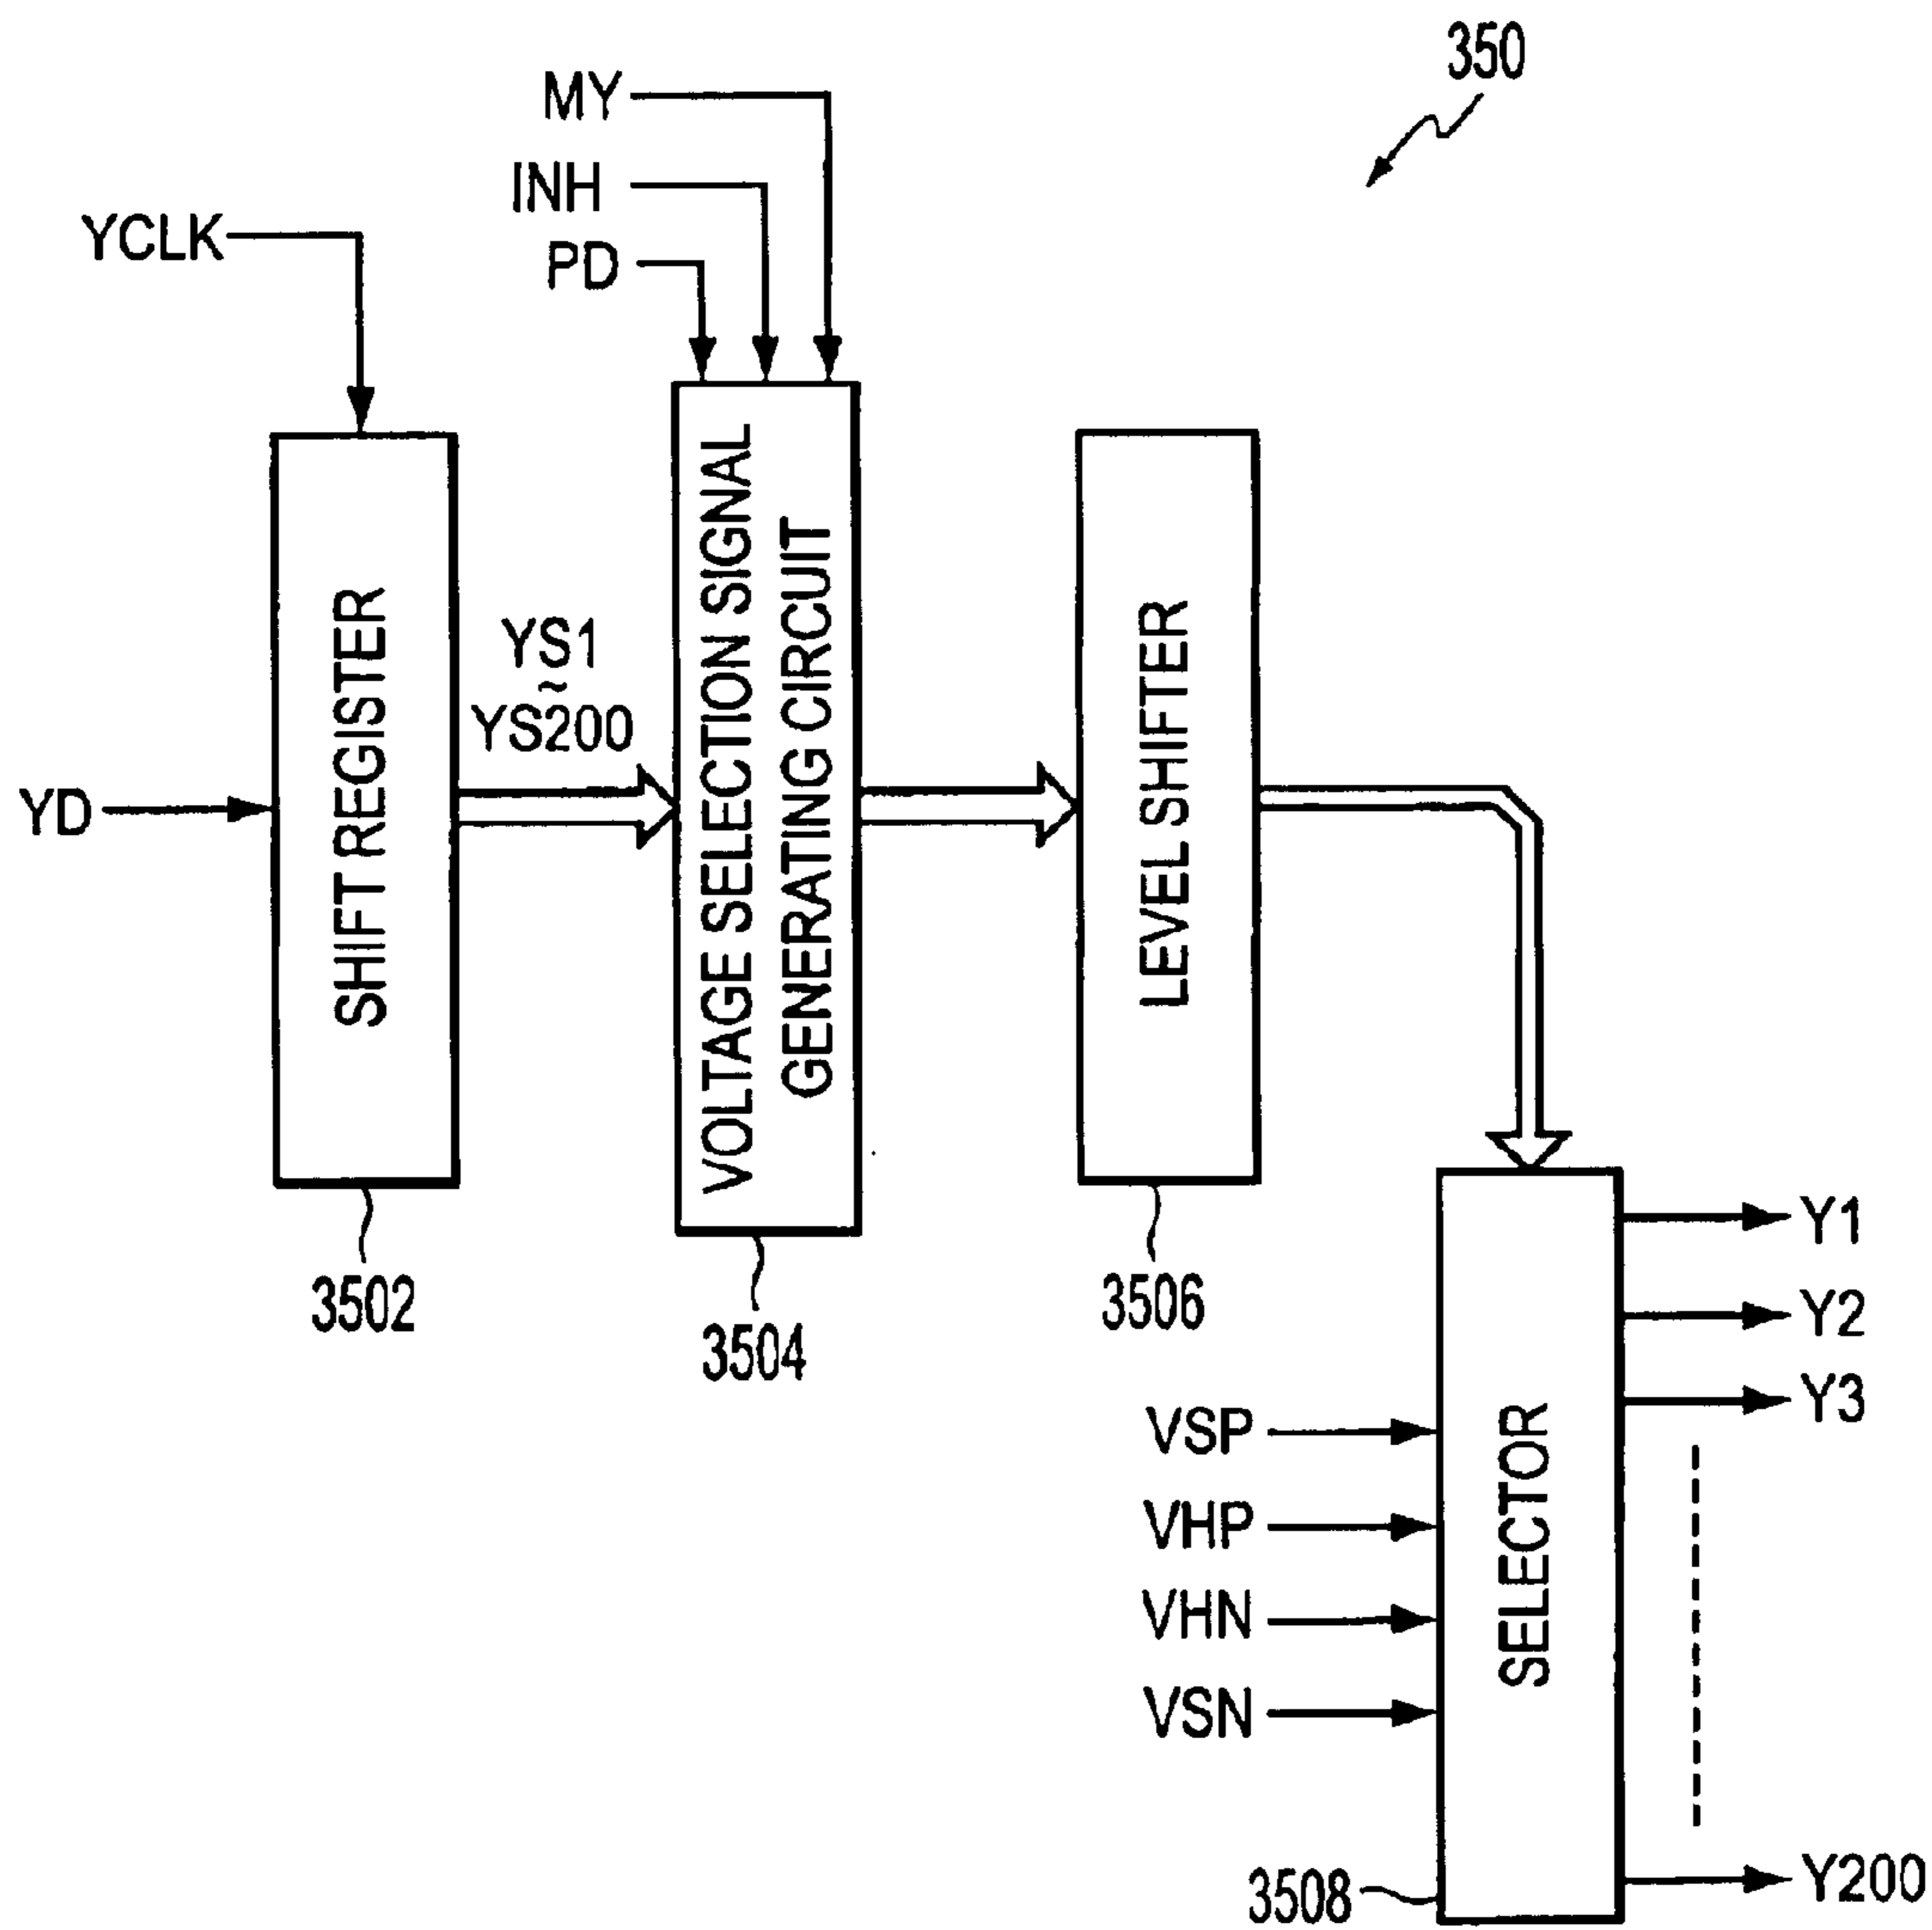 350
MY
INH
PD
YCLK
YD
SHIFT REGISTER
YS1
~
YS200
VOLTAGE SELECTION SIGNAL
GENERATING CIRCUIT
LEVEL SHIFTER
3502
3504
3506
VSP
VHP
VHN
VSN
SELECTOR
3508
Y1
Y2
Y3
Y200